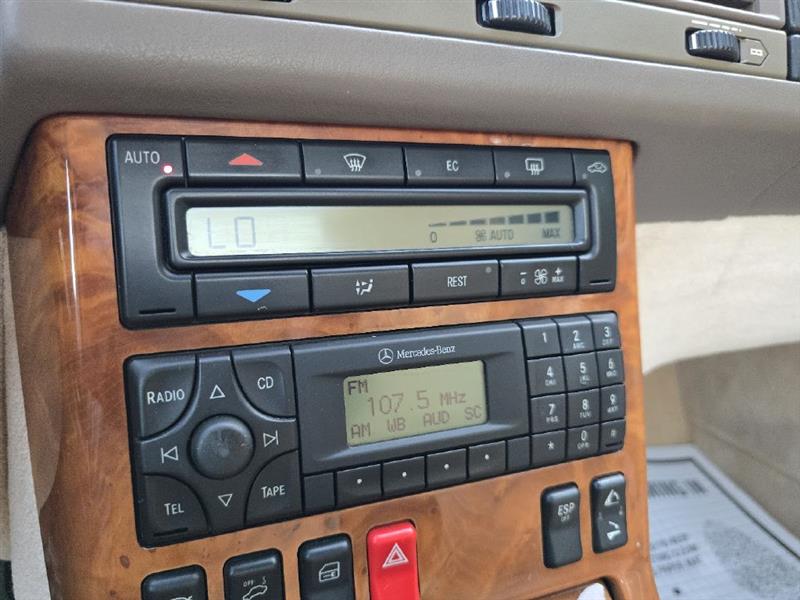 AUTO
EC
LO
0 AUTO MAX
REST
- 0 + MAX
Mercedes-Benz
RADIO
CD
TEL
TAPE
FM
107.5 MHz
AM WB AUD SC
1 2 ABC 3 DEF
4 GHI 5 JKL 6 MNO
7 PRS 8 TUV 9 WXY
* 0 OPR #
ESP
OFF
OFF